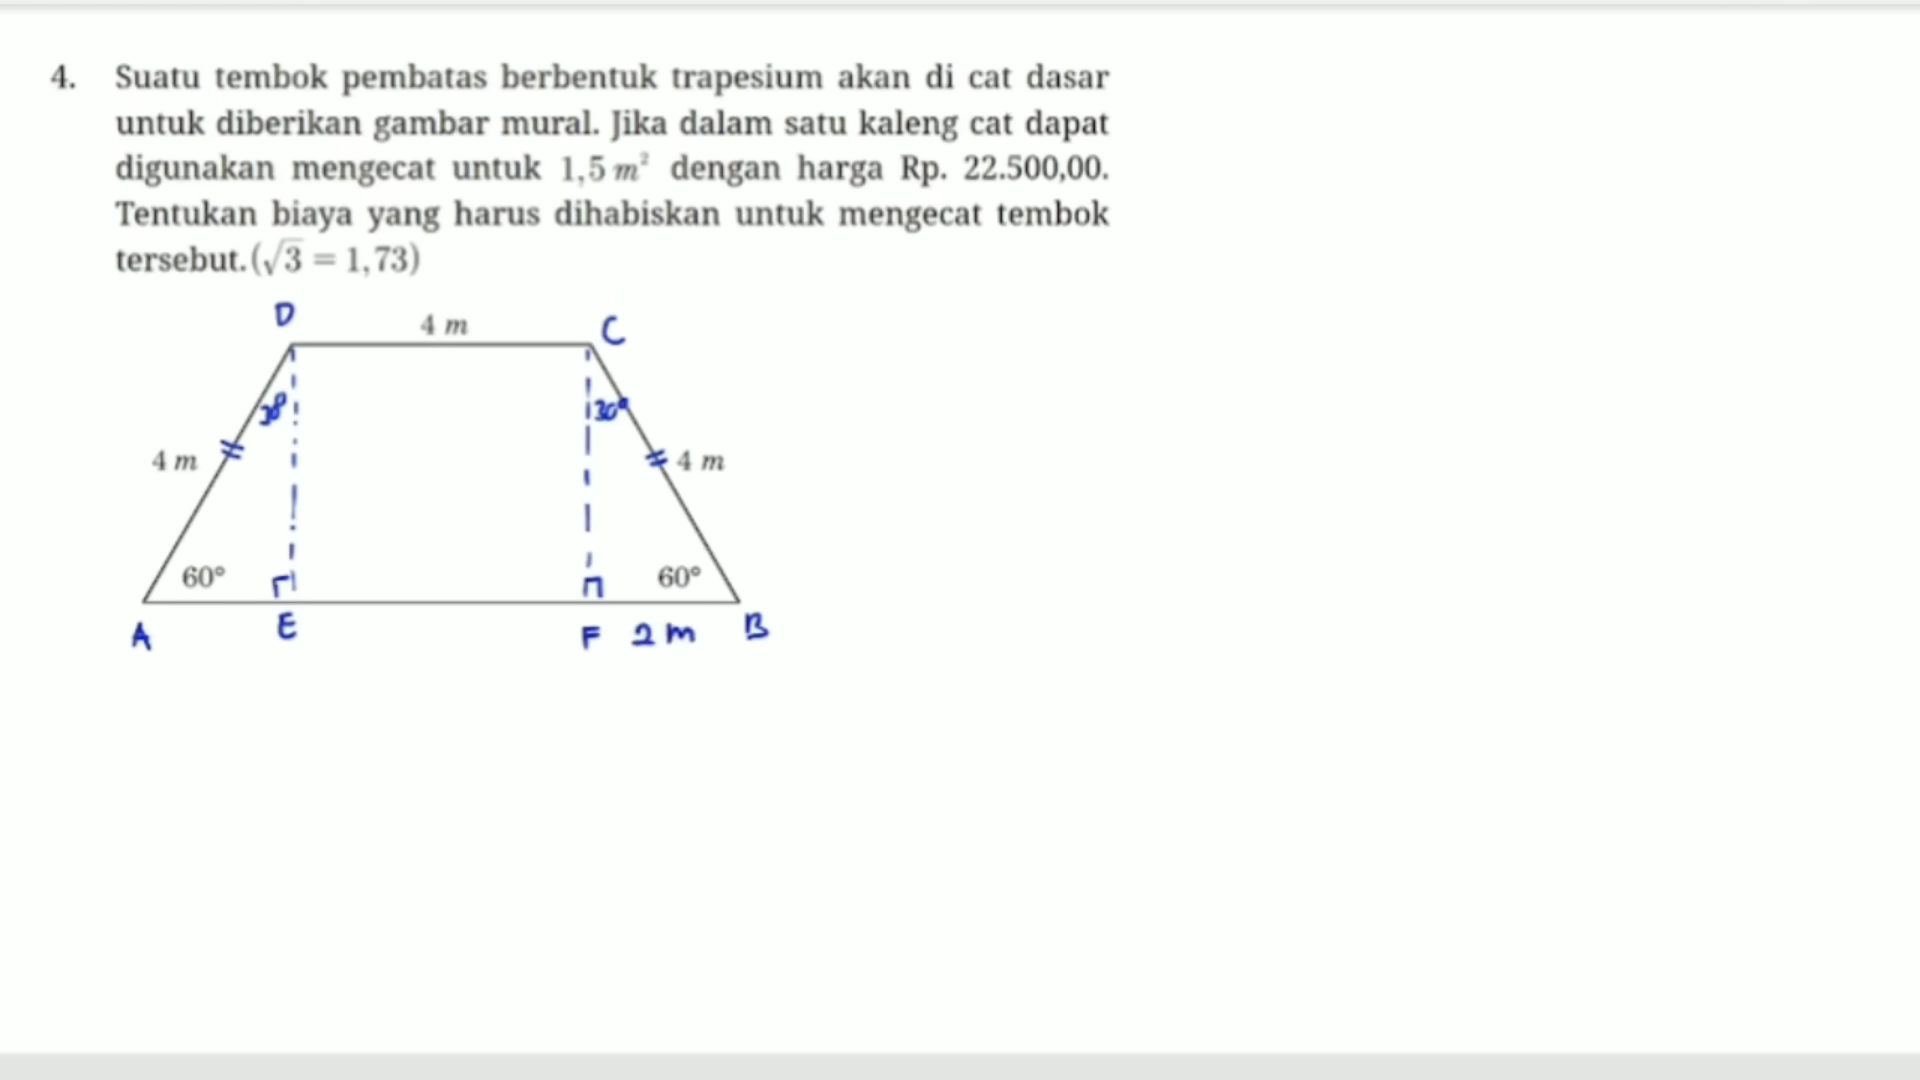 4. Suatu tembok pembatas berbentuk trapesium akan di cat dasar
untuk diberikan gambar mural. Jika dalam satu kaleng cat dapat
digunakan mengecat untuk 1,5 m² dengan harga Rp. 22.500,00.
Tentukan biaya yang harus dihabiskan untuk mengecat tembok
tersebut.(√3 = 1,73)
D 4 m C
30° 30°
4 m 4 m
60° 60°
A E F 2 m B